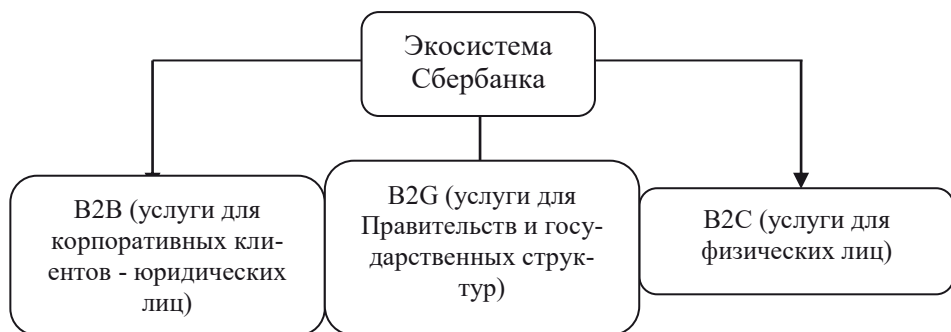 Экосистема
Сбербанка
B2B (услуги для
корпоративных кли-
ентов - юридических
лиц)
B2G (услуги для
Правительств и госу-
дарственных струк-
тур)
B2C (услуги для
физических лиц)